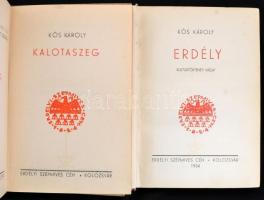 KÓS KÁROLY
KALOTASZEG
ERDÉLYI SZÉPMÍVES CÉH • KOLOZSVÁR
KÓS KÁROLY
ERDÉLY
KULTÚRTÖRTÉNETI VÁZLAT
ERDÉLYI SZÉPMÍVES CÉH • KOLOZSVÁR
1934